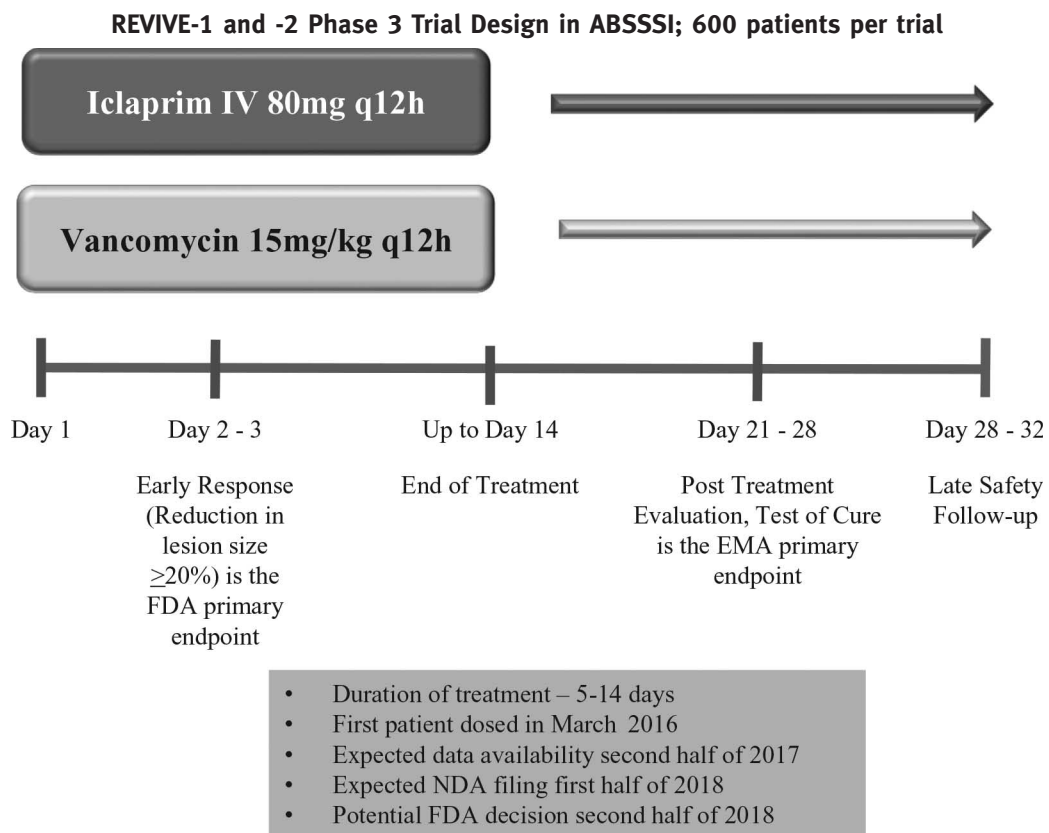 REVIVE-1 and -2 Phase 3 Trial Design in ABSSSI; 600 patients per trial
Iclaprim IV 80mg q12h
Vancomycin 15mg/kg q12h
Day 1
Day 2 - 3
Up to Day 14
Day 21 - 28
Day 28 - 32
Early Response
(Reduction in
lesion size
≥20%) is the
FDA primary
endpoint
End of Treatment
Post Treatment
Evaluation, Test of Cure
is the EMA primary
endpoint
Late Safety
Follow-up
• Duration of treatment – 5-14 days
• First patient dosed in March 2016
• Expected data availability second half of 2017
• Expected NDA filing first half of 2018
• Potential FDA decision second half of 2018